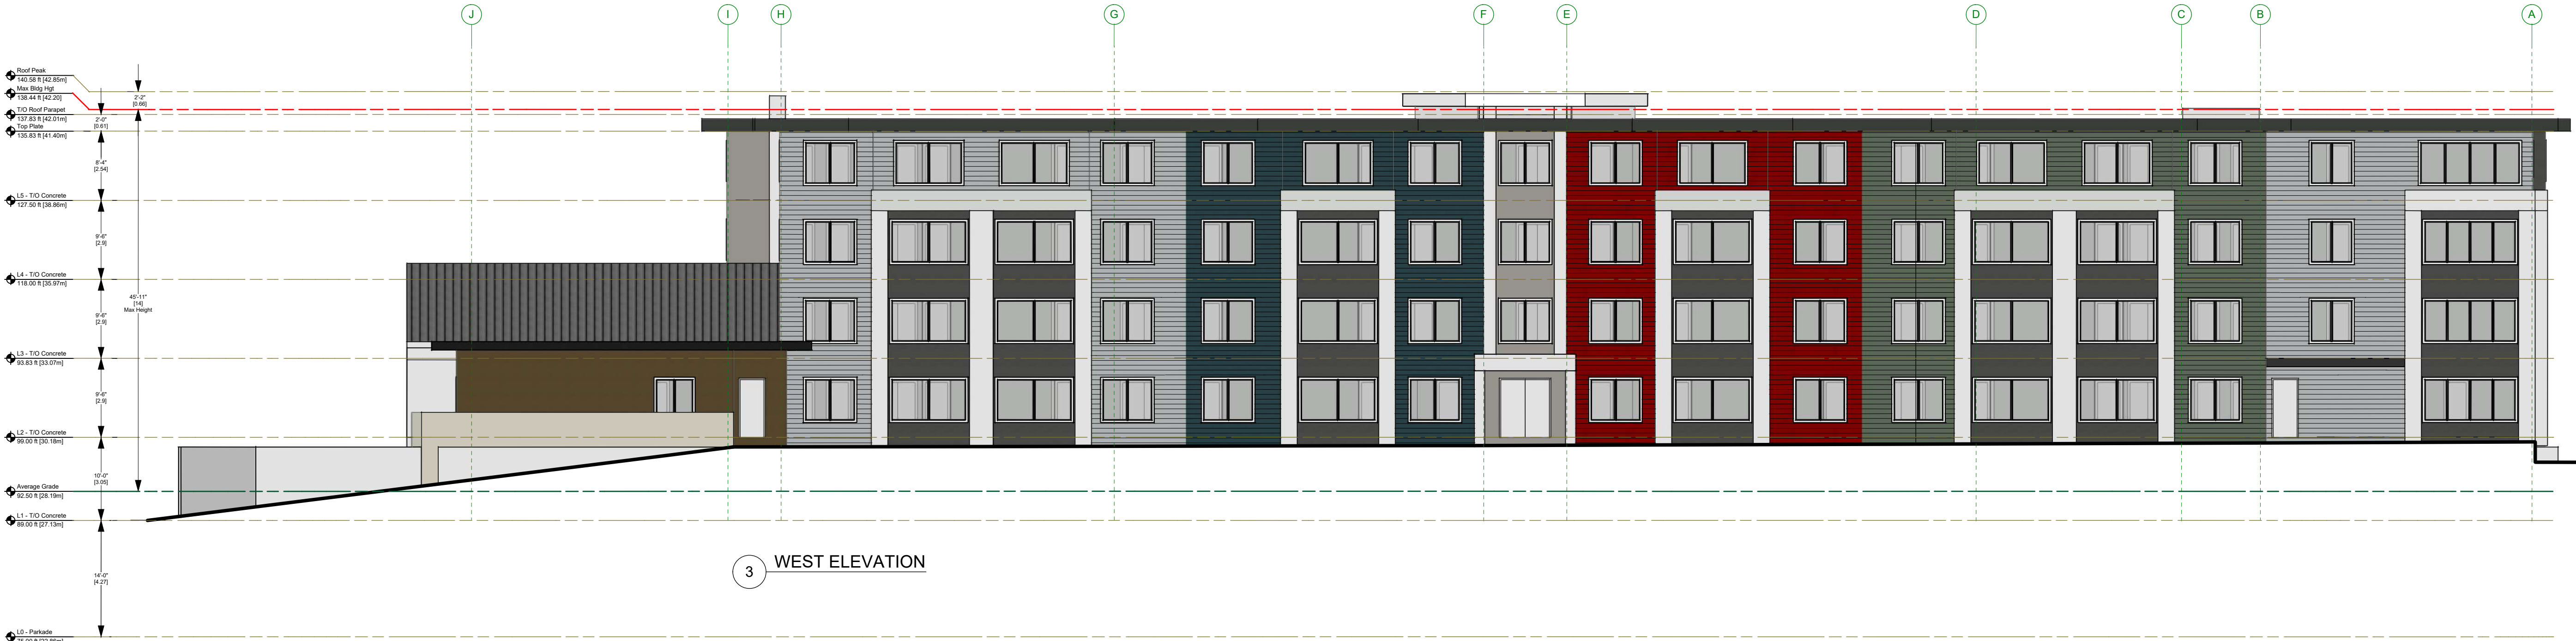 J
I
H
G
F
E
D
C
B
A
Roof Peak
140.58 ft [42.85m]
Max Bldg Hgt
138.44 ft [42.20]
T/O Roof Parapet
137.83 ft [42.01m]
Top Plate
135.83 ft [41.40m]
L5 - T/O Concrete
127.50 ft [38.86m]
L4 - T/O Concrete
118.00 ft [35.97m]
L3 - T/O Concrete
93.83 ft [33.07m]
L2 - T/O Concrete
99.00 ft [30.18m]
Average Grade
92.50 ft [28.19m]
L1 - T/O Concrete
89.00 ft [27.13m]
L0 - Parkade
2'-2"
[0.66]
2'-0"
[0.61]
8'-4"
[2.54]
9'-6"
[2.9]
9'-6"
[2.9]
9'-6"
[2.9]
10'-0"
[3.05]
14'-0"
[4.27]
45'-11"
[14]
Max Height
3
WEST ELEVATION